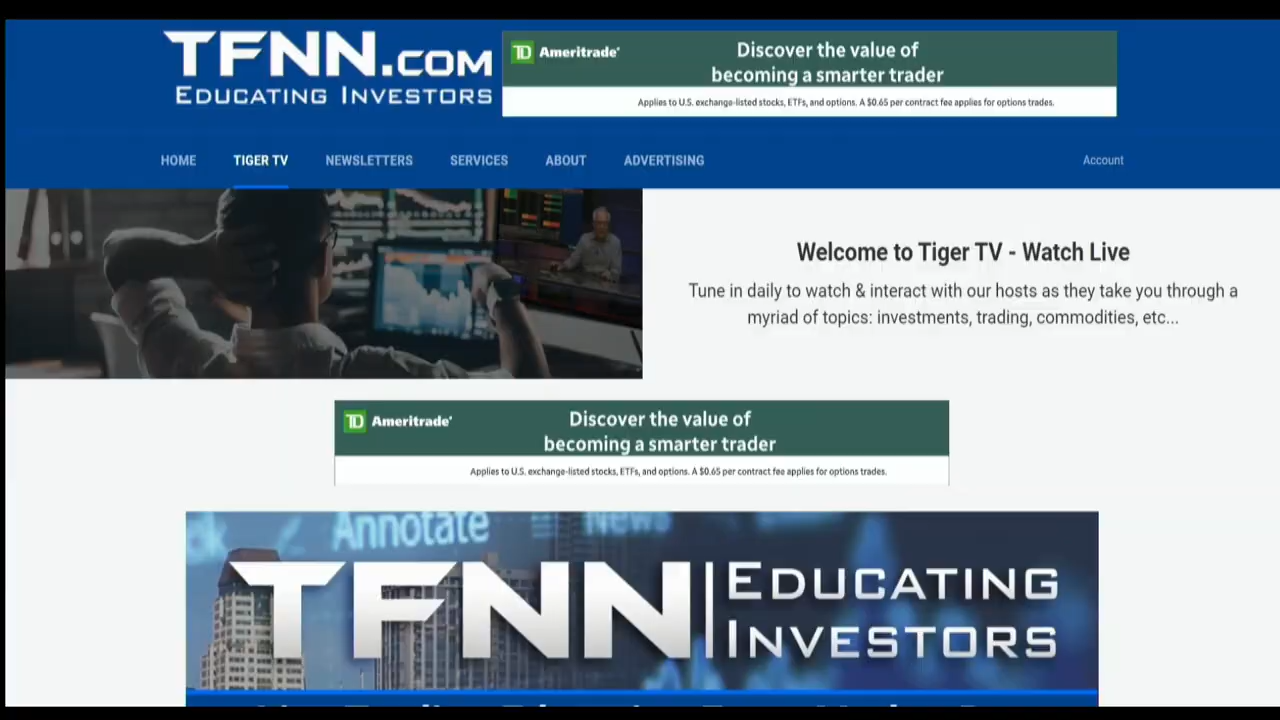 TFNN.COM
EDUCATING INVESTORS
TD Ameritrade
Discover the value of
becoming a smarter trader
Applies to U.S. exchange-listed stocks, ETFs, and options. A $0.65 per contract fee applies for options trades.
HOME TIGER TV NEWSLETTERS SERVICES ABOUT ADVERTISING Account
Welcome to Tiger TV - Watch Live
Tune in daily to watch & interact with our hosts as they take you through a
myriad of topics: investments, trading, commodities, etc...
TD Ameritrade
Discover the value of
becoming a smarter trader
Applies to U.S. exchange-listed stocks, ETFs, and options. A $0.65 per contract fee applies for options trades.
Annotate News
TFNN
EDUCATING
INVESTORS